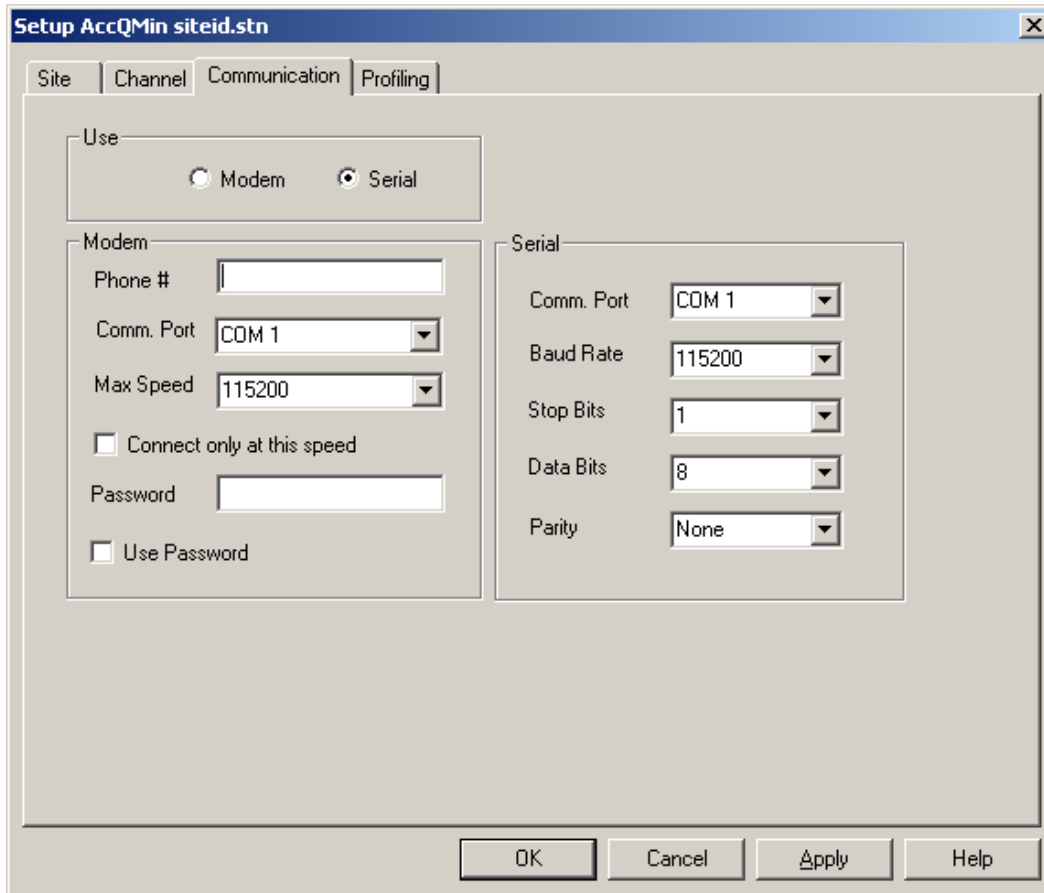 Setup AccQMin siteid.stn
Site Channel Communication Profiling
Use
Modem Serial
Modem
Phone #
Comm. Port COM 1
Max Speed 115200
Connect only at this speed
Password
Use Password
Serial
Comm. Port COM 1
Baud Rate 115200
Stop Bits 1
Data Bits 8
Parity None
OK Cancel Apply Help